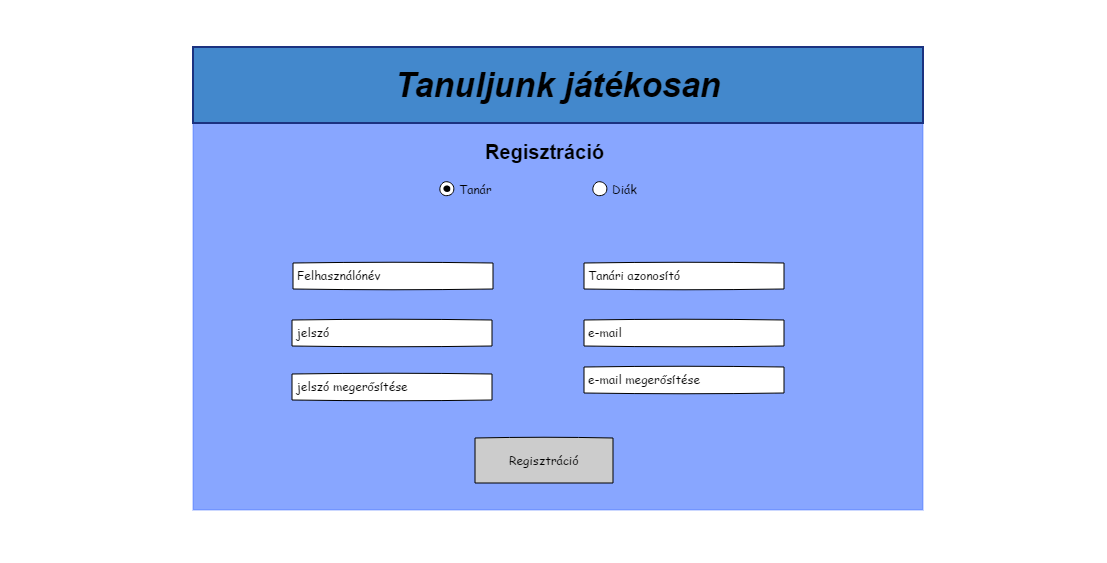 Tanuljunk játékosan
Regisztráció
Tanár Diák
Felhasználónév Tanári azonosító
jelszó e-mail
jelszó megerősítése e-mail megerősítése
Regisztráció